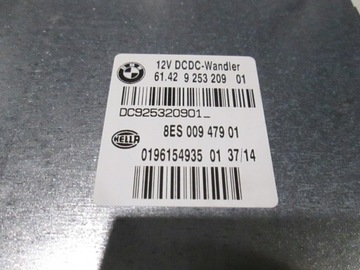 BMW
12V DCDC-Wandler
61.42 9 253 209 01
DC925320901_
HELLA
8ES 009 479 01
0196154935 01 37/14